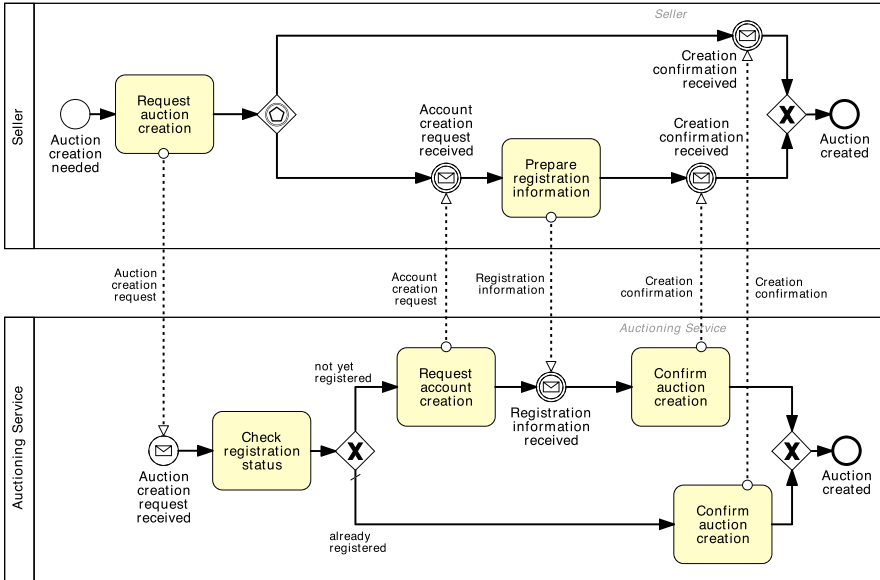 Seller
Seller
Auction
creation
needed
Request
auction
creation
Account
creation
request
received
Prepare
registration
information
Creation
confirmation
received
Creation
confirmation
received
Auction
created
Auction
creation
request
Account
creation
request
Registration
information
Creation
confirmation
Creation
confirmation
Auctioning Service
Auctioning Service
Auction
creation
request
received
Check
registration
status
not yet
registered
already
registered
Request
account
creation
Registration
information
received
Confirm
auction
creation
Confirm
auction
creation
Auction
created